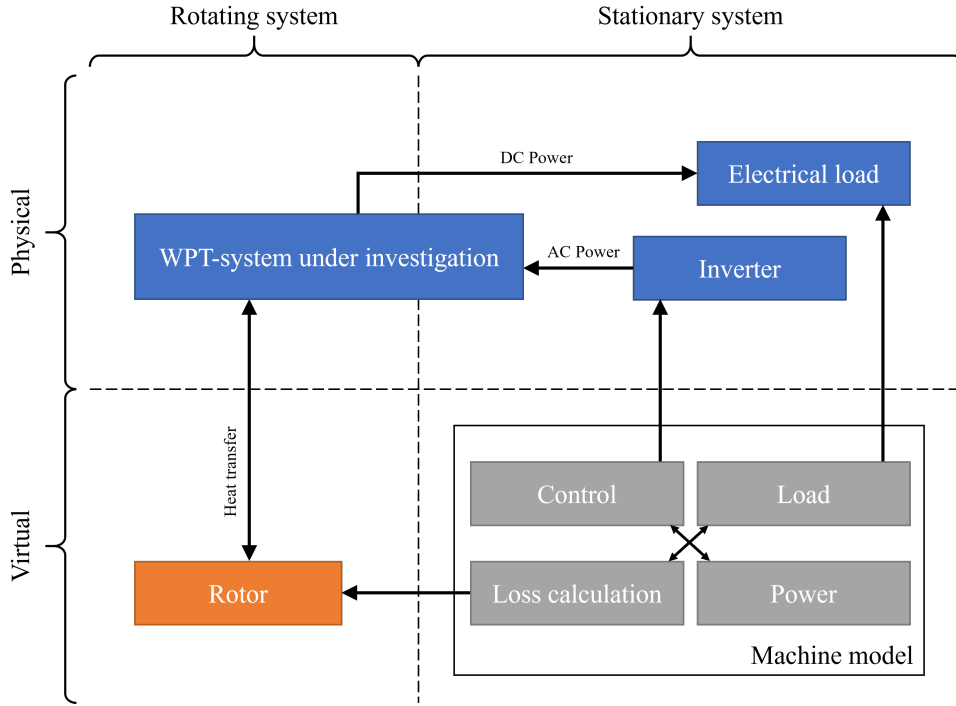 Rotating system
Stationary system
Physical
DC Power
Electrical load
WPT-system under investigation
AC Power
Inverter
Virtual
Heat transfer
Control
Load
Rotor
Loss calculation
Power
Machine model